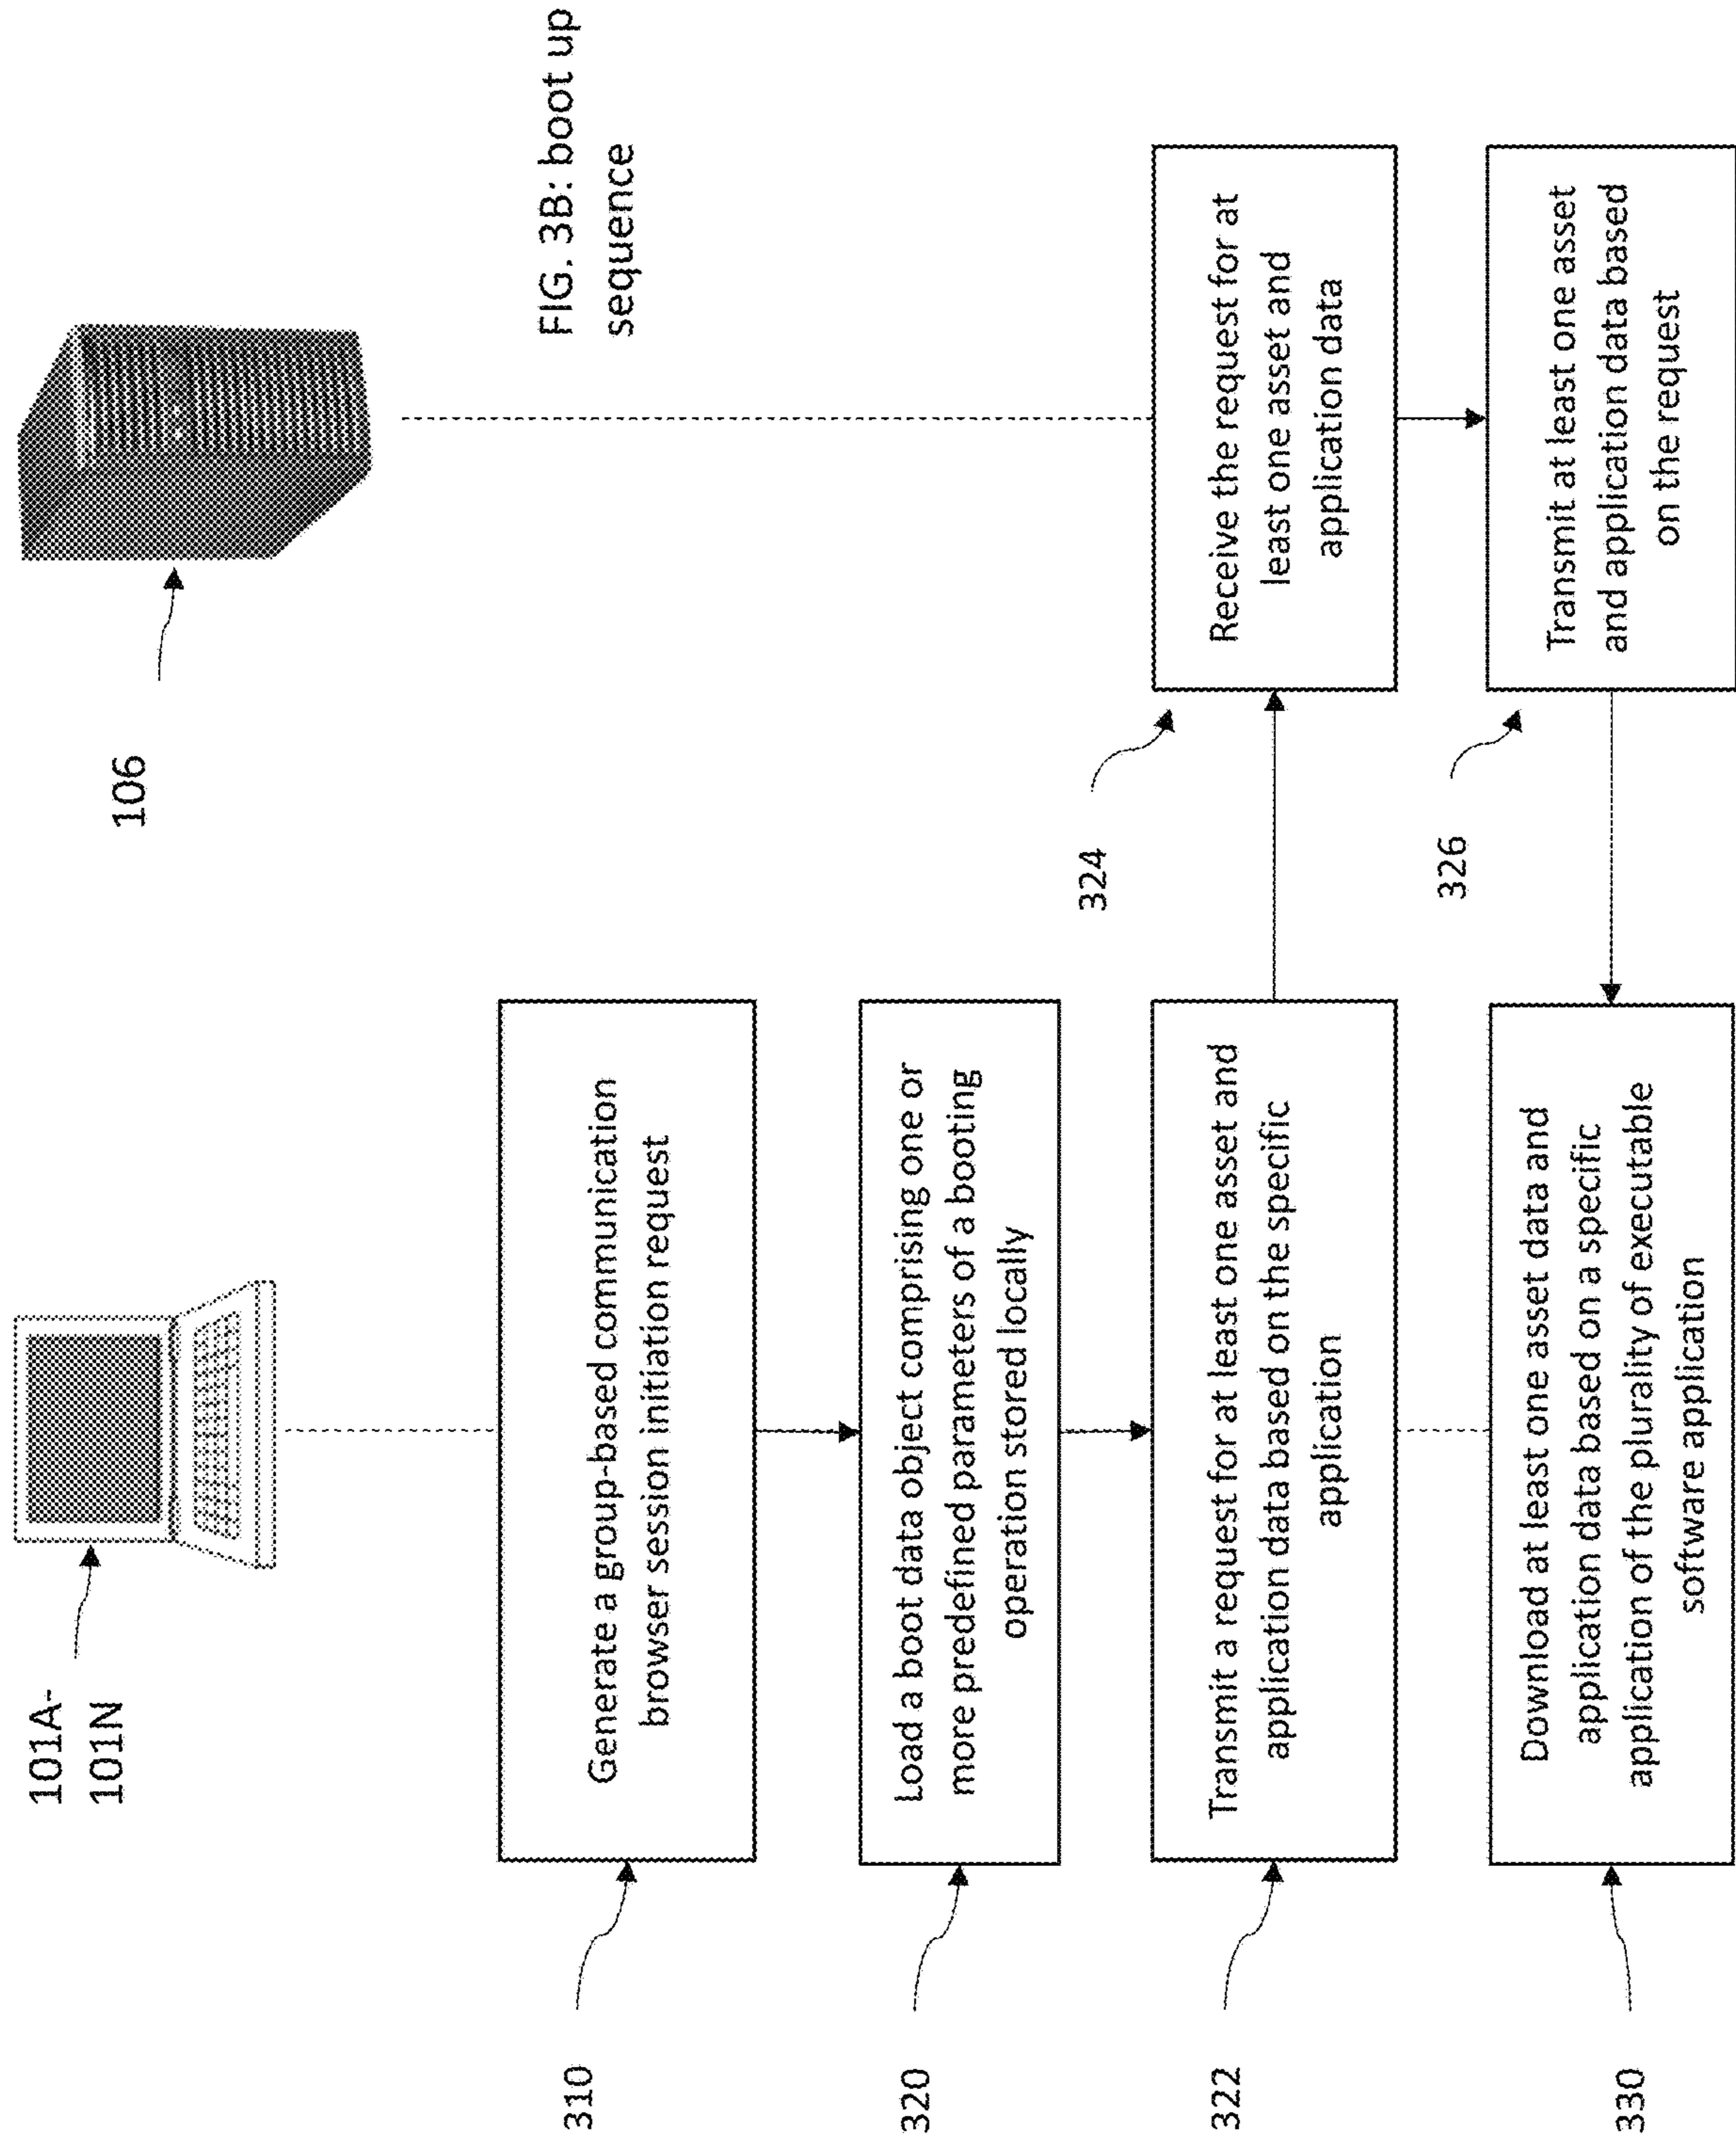 101A-
101N
106
FIG. 3B: boot up
sequence
310
Generate a group-based communication
browser session initiation request
320
Load a boot data object comprising one or
more predefined parameters of a booting
operation stored locally
322
Transmit a request for at least one asset and
application data based on the specific
application
324
Receive the request for at
least one asset and
application data
326
Transmit at least one asset
and application data based
on the request
330
Download at least one asset data and
application data based on a specific
application of the plurality of executable
software application